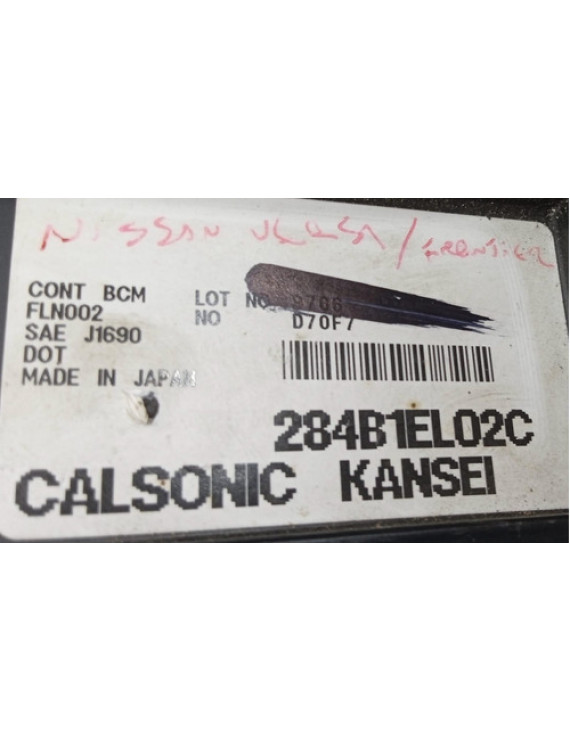 NISSAN VERSA / FRONTIER
CONT BCM
FLN002
SAE J1690
DOT
MADE IN JAPAN
LOT NO 8706
NO D70F7
284B1EL02C
CALSONIC KANSEI